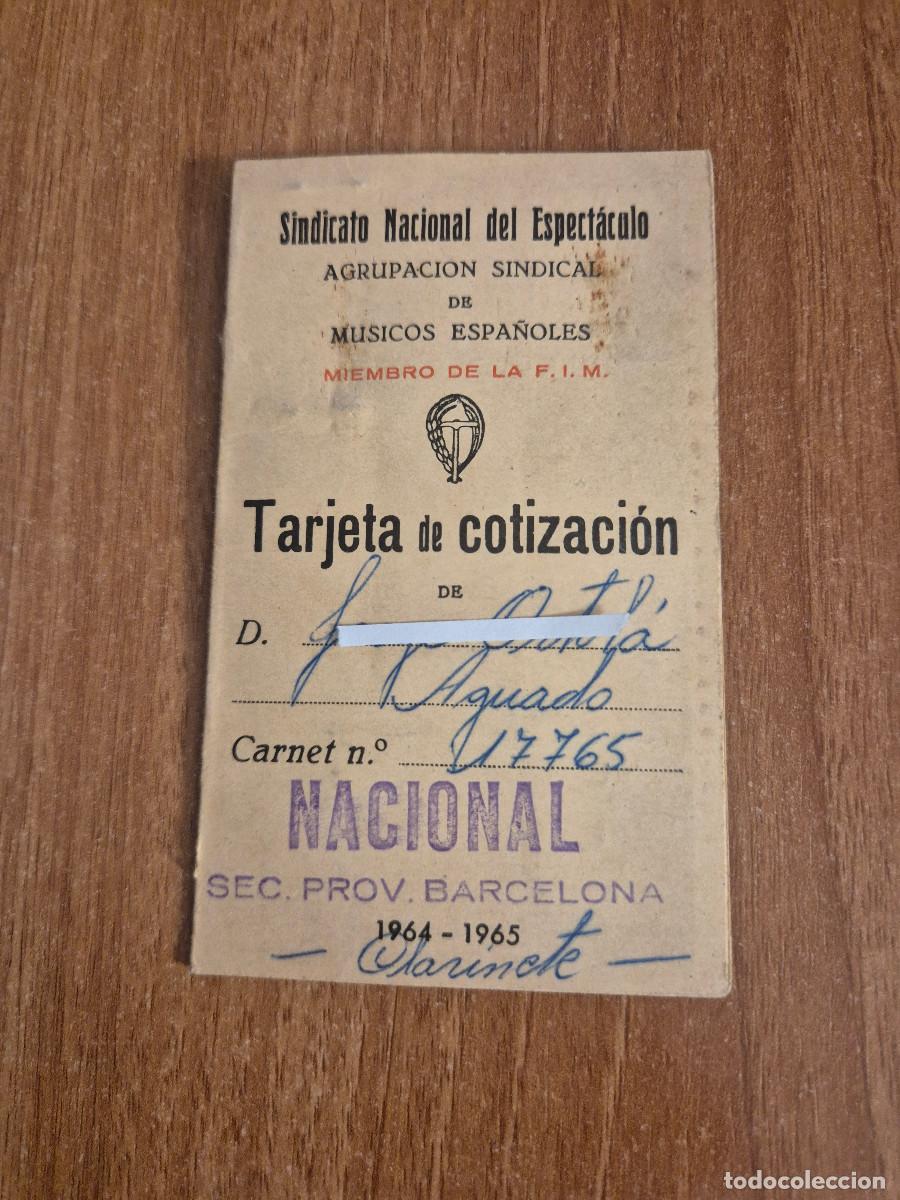 Sindicato Nacional del Espectáculo
AGRUPACION SINDICAL
DE
MUSICOS ESPAÑOLES
MIEMBRO DE LA F.I.M.
Tarjeta de cotización
DE
D.
Aguado
Carnet n.º 17765
NACIONAL
SEC. PROV. BARCELONA
1964 - 1965
- Clarinete -
todocoleccion